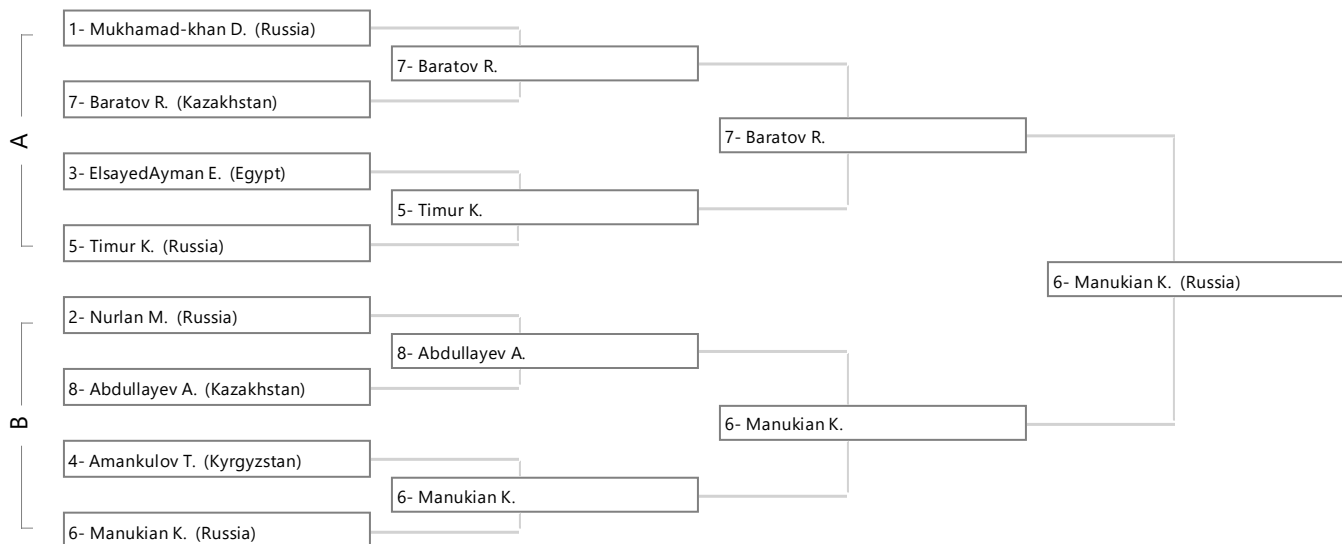 1- Mukhamad-khan D. (Russia)
7- Baratov R.
7- Baratov R. (Kazakhstan)
A
7- Baratov R.
3- ElsayedAyman E. (Egypt)
5- Timur K.
5- Timur K. (Russia)
6- Manukian K. (Russia)
2- Nurlan M. (Russia)
8- Abdullayev A.
8- Abdullayev A. (Kazakhstan)
B
6- Manukian K.
4- Amankulov T. (Kyrgyzstan)
6- Manukian K.
6- Manukian K. (Russia)